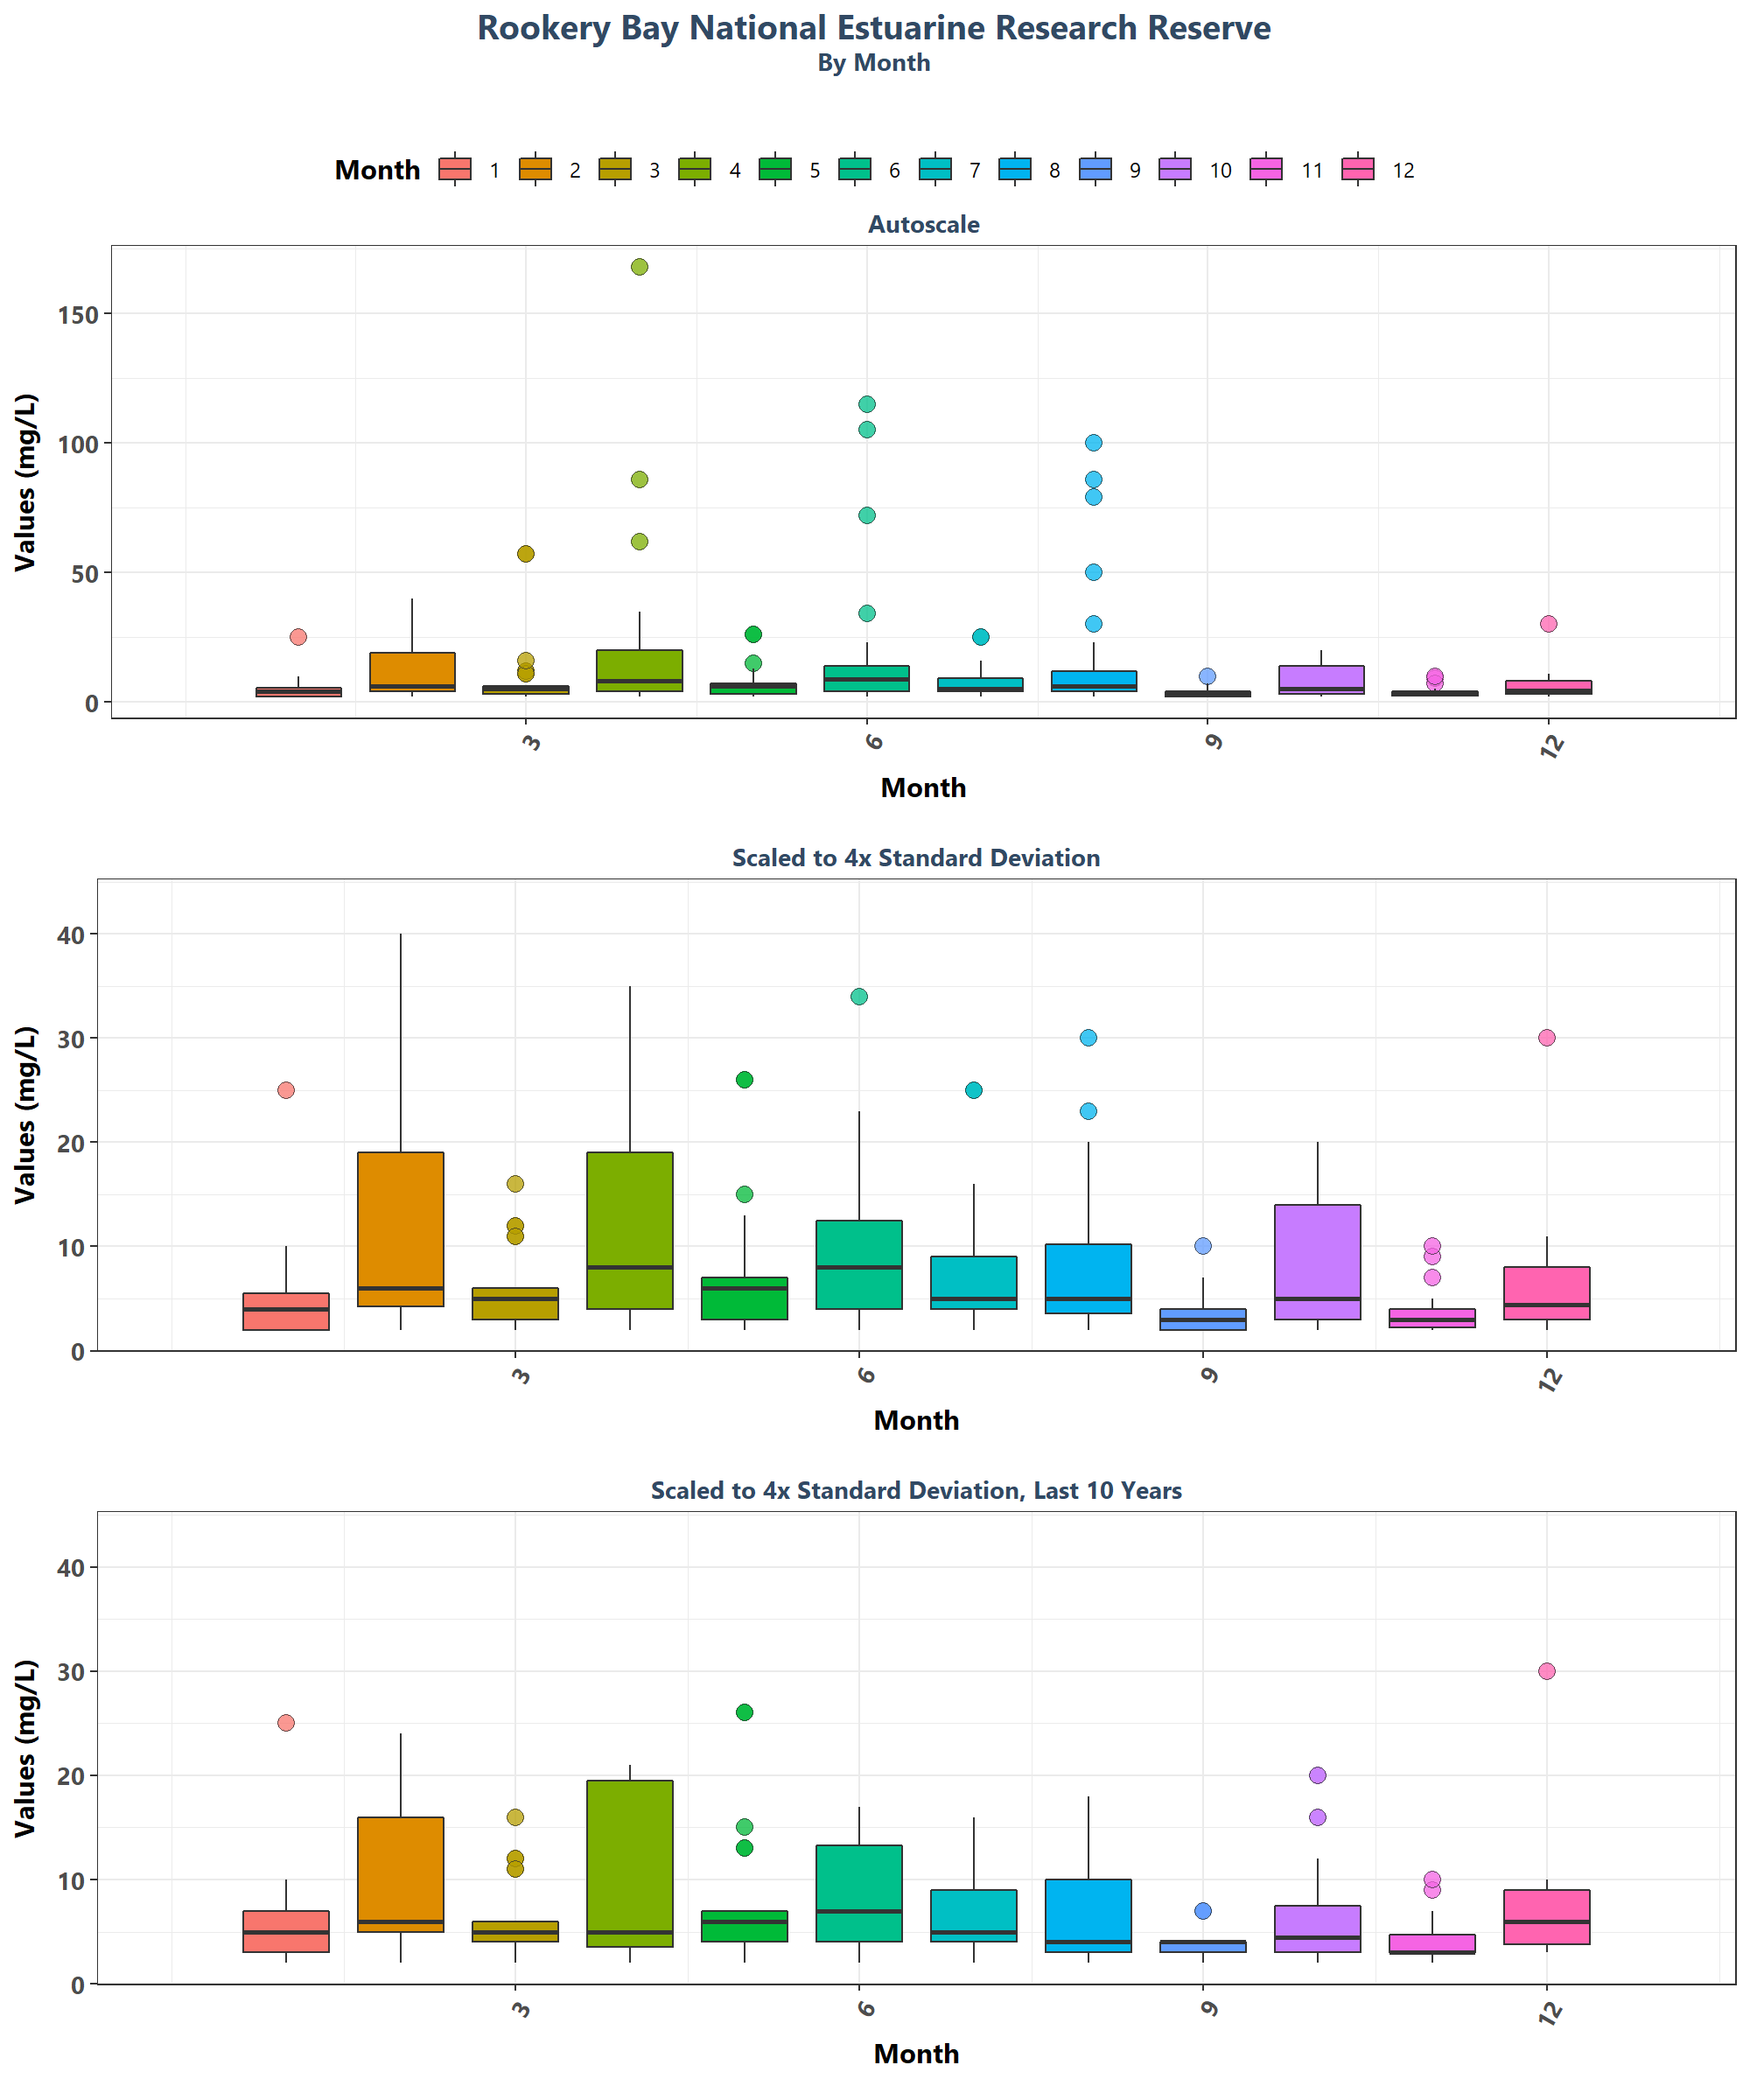 Rookery Bay National Estuarine Research Reserve
By Month
Month 1 2 3 4 5 6 7 8 9 10 11 12
Autoscale
Values (mg/L)
150
100
50
0
3 6 9 12
Month
Scaled to 4x Standard Deviation
Values (mg/L)
40
30
20
10
0
3 6 9 12
Month
Scaled to 4x Standard Deviation, Last 10 Years
Values (mg/L)
40
30
20
10
0
3 6 9 12
Month